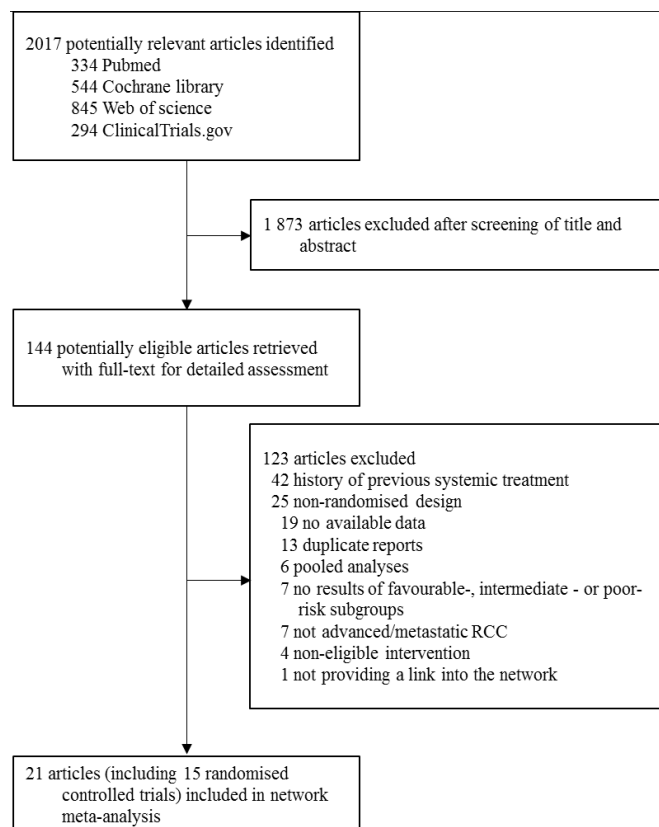 2017 potentially relevant articles identified
334 Pubmed
544 Cochrane library
845 Web of science
294 ClinicalTrials.gov
1 873 articles excluded after screening of title and
abstract
144 potentially eligible articles retrieved
with full-text for detailed assessment
123 articles excluded
42 history of previous systemic treatment
25 non-randomised design
19 no available data
13 duplicate reports
6 pooled analyses
7 no results of favourable-, intermediate - or poor-
risk subgroups
7 not advanced/metastatic RCC
4 non-eligible intervention
1 not providing a link into the network
21 articles (including 15 randomised
controlled trials) included in network
meta-analysis